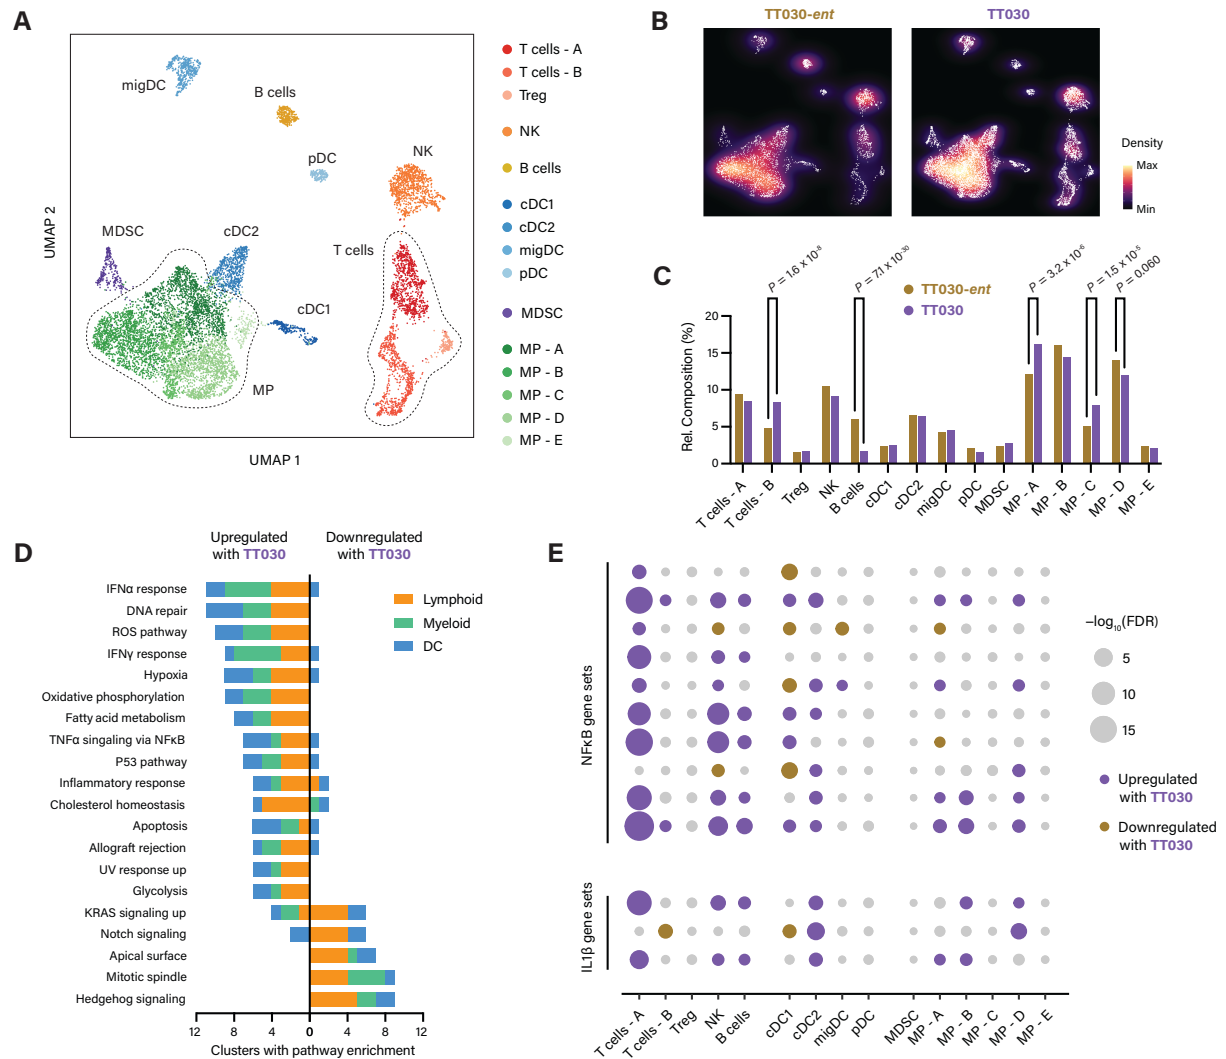 A
migDC
B cells
pDC
NK
MDSC
cDC2
T cells
cDC1
MP
UMAP 2
UMAP 1
T cells - A
T cells - B
Treg
NK
B cells
cDC1
cDC2
migDC
pDC
MDSC
MP - A
MP - B
MP - C
MP - D
MP - E
B
TT030-ent
TT030
Density
Max
Min
C
P = 1.6 x 10-8
P = 7.1 x 10-30
P = 3.2 x 10-6
P = 1.5 x 10-5
P = 0.060
TT030-ent
TT030
Rel. Composition (%)
20
15
10
5
0
T cells - A
T cells - B
Treg
NK
B cells
cDC1
cDC2
migDC
pDC
MDSC
MP - A
MP - B
MP - C
MP - D
MP - E
D
Upregulated
with TT030
Downregulated
with TT030
IFNα response
DNA repair
ROS pathway
IFNγ response
Hypoxia
Oxidative phosphorylation
Fatty acid metabolism
TNFα singaling via NFκB
P53 pathway
Inflammatory response
Cholesterol homeostasis
Apoptosis
Allograft rejection
UV response up
Glycolysis
KRAS signaling up
Notch signaling
Apical surface
Mitotic spindle
Hedgehog signaling
Lymphoid
Myeloid
DC
12 8 4 0 4 8 12
Clusters with pathway enrichment
E
NFκB gene sets
IL1β gene sets
–log10(FDR)
5
10
15
Upregulated
with TT030
Downregulated
with TT030
T cells - A
T cells - B
Treg
NK
B cells
cDC1
cDC2
migDC
pDC
MDSC
MP - A
MP - B
MP - C
MP - D
MP - E